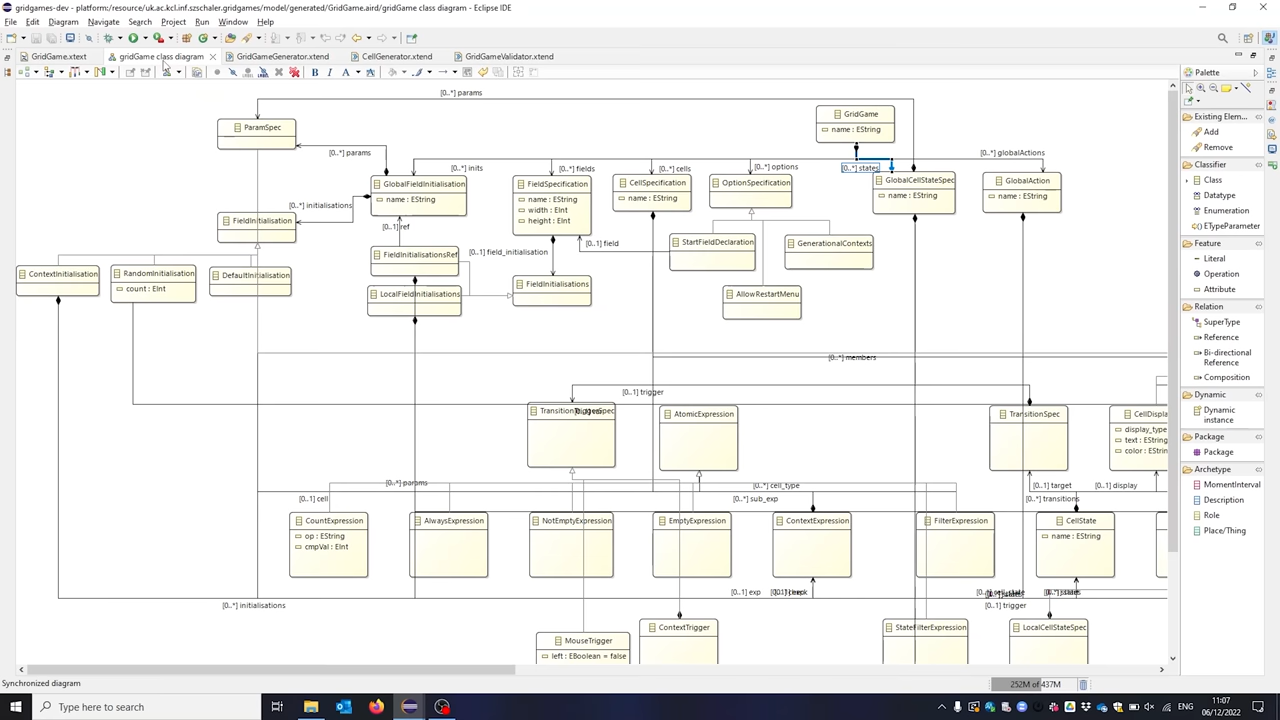 gridgames-dev - platform:/resource/uk.ac.kcl.inf.szschaler.gridgames/model/generated/GridGame.aird/gridGame class diagram - Eclipse IDE
File Edit Diagram Navigate Search Project Run Window Help
GridGame.xtext gridGame class diagram GridGameGenerator.xtend CellGenerator.xtend GridGameValidator.xtend
Palette
[0..*] params
GridGame
name : EString
ParamSpec
[0..*] params
[0..*] inits
[0..*] fields
[0..*] cells
[0..*] options
[0..*] states
[0..*] globalActions
GlobalFieldInitialisation
name : EString
FieldSpecification
name : EString
width : EInt
height : EInt
CellSpecification
name : EString
OptionSpecification
GlobalCellStateSpec
name : EString
GlobalAction
name : EString
[0..*] initialisations
FieldInitialisation
[0..1] ref
[0..1] field_initialisation
[0..1] field
StartFieldDeclaration
GenerationalContexts
FieldInitialisationsRef
ContextInitialisation
RandomInitialisation
count : EInt
DefaultInitialisation
LocalFieldInitialisations
FieldInitialisations
AllowRestartMenu
[0..*] members
[0..1] trigger
AtomicExpression
TransitionSpec
CellDisplay
display_type
text : EString
color : EStrin
[0..*] params
[0..*] cell_type
[0..1] target
[0..1] display
[0..1] cell
[0..*] sub_exp
[0..*] transitions
CountExpression
op : EString
cmpVal : EInt
AlwaysExpression
NotEmptyExpression
EmptyExpression
ContextExpression
FilterExpression
CellState
name : EString
[0..1] exp
[0..*] initialisations
[0..1] trigger
ContextTrigger
StateFilterExpression
LocalCellStateSpec
MouseTrigger
left : EBoolean = false
Existing Elem...
Add
Remove
Classifier
Class
Datatype
Enumeration
ETypeParameter
Feature
Literal
Operation
Attribute
Relation
SuperType
Reference
Bi-directional
Reference
Composition
Dynamic
Dynamic
instance
Package
Package
Archetype
MomentInterval
Description
Role
Place/Thing
Synchronized diagram
252M of 437M
Type here to search
ENG
11:07
06/12/2022